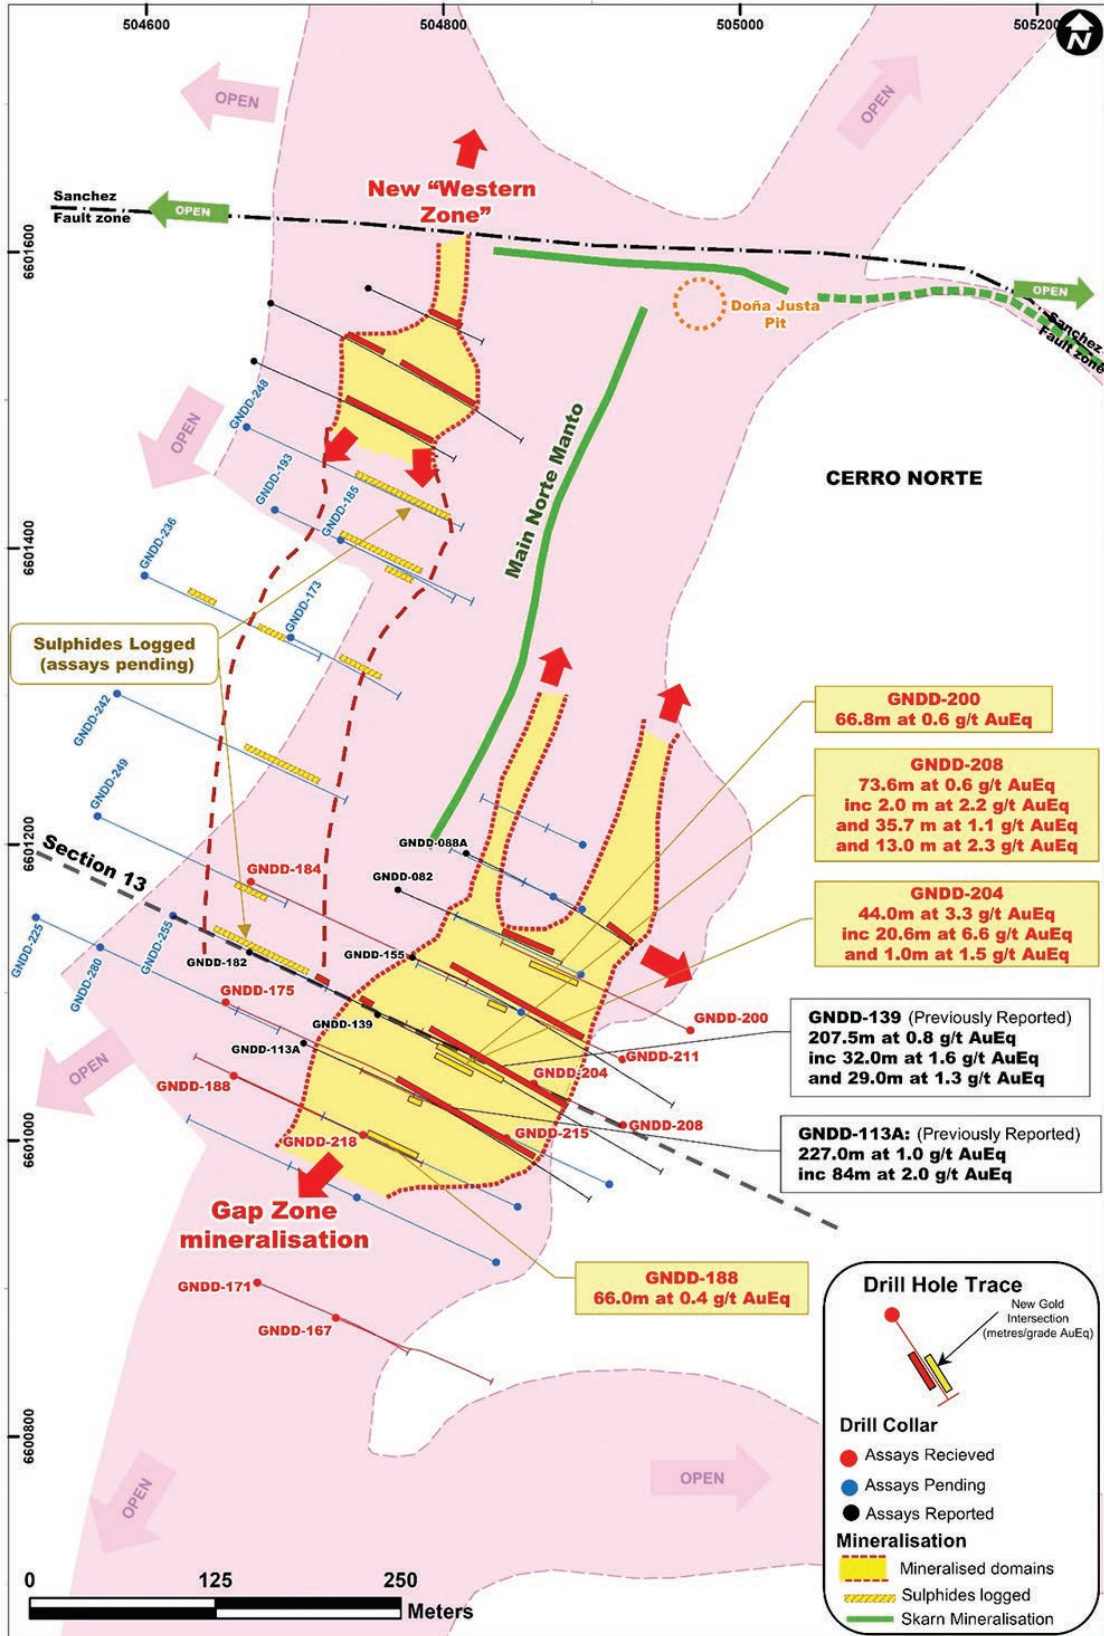 504600
504800
505000
505200
N
OPEN
OPEN
New “Western
Zone”
Sanchez
Fault zone
OPEN
6601600
OPEN
Doña Justa
Pit
Sanchez
Fault zone
GNDD-248
OPEN
Main Norte Manto
CERRO NORTE
GNDD-193
GNDD-185
GNDD-236
6601400
GNDD-173
Sulphides Logged
(assays pending)
GNDD-242
GNDD-200
66.8m at 0.6 g/t AuEq
GNDD-208
73.6m at 0.6 g/t AuEq
inc 2.0 m at 2.2 g/t AuEq
and 35.7 m at 1.1 g/t AuEq
and 13.0 m at 2.3 g/t AuEq
GNDD-249
6601200
Section 13
GNDD-088A
GNDD-184
GNDD-082
GNDD-204
44.0m at 3.3 g/t AuEq
inc 20.6m at 6.6 g/t AuEq
and 1.0m at 1.5 g/t AuEq
GNDD-225
GNDD-280
GNDD-255
GNDD-182
GNDD-155
GNDD-175
GNDD-139
GNDD-200
GNDD-139 (Previously Reported)
207.5m at 0.8 g/t AuEq
inc 32.0m at 1.6 g/t AuEq
and 29.0m at 1.3 g/t AuEq
GNDD-113A
GNDD-211
OPEN
GNDD-188
GNDD-204
GNDD-208
GNDD-113A: (Previously Reported)
227.0m at 1.0 g/t AuEq
inc 84m at 2.0 g/t AuEq
6601000
GNDD-218
GNDD-215
Gap Zone
mineralisation
GNDD-188
66.0m at 0.4 g/t AuEq
GNDD-171
GNDD-167
6600800
OPEN
OPEN
Drill Hole Trace
New Gold
Intersection
(metres/grade AuEq)
Drill Collar
Assays Recieved
Assays Pending
Assays Reported
Mineralisation
Mineralised domains
Sulphides logged
Skarn Mineralisation
0
125
250
Meters